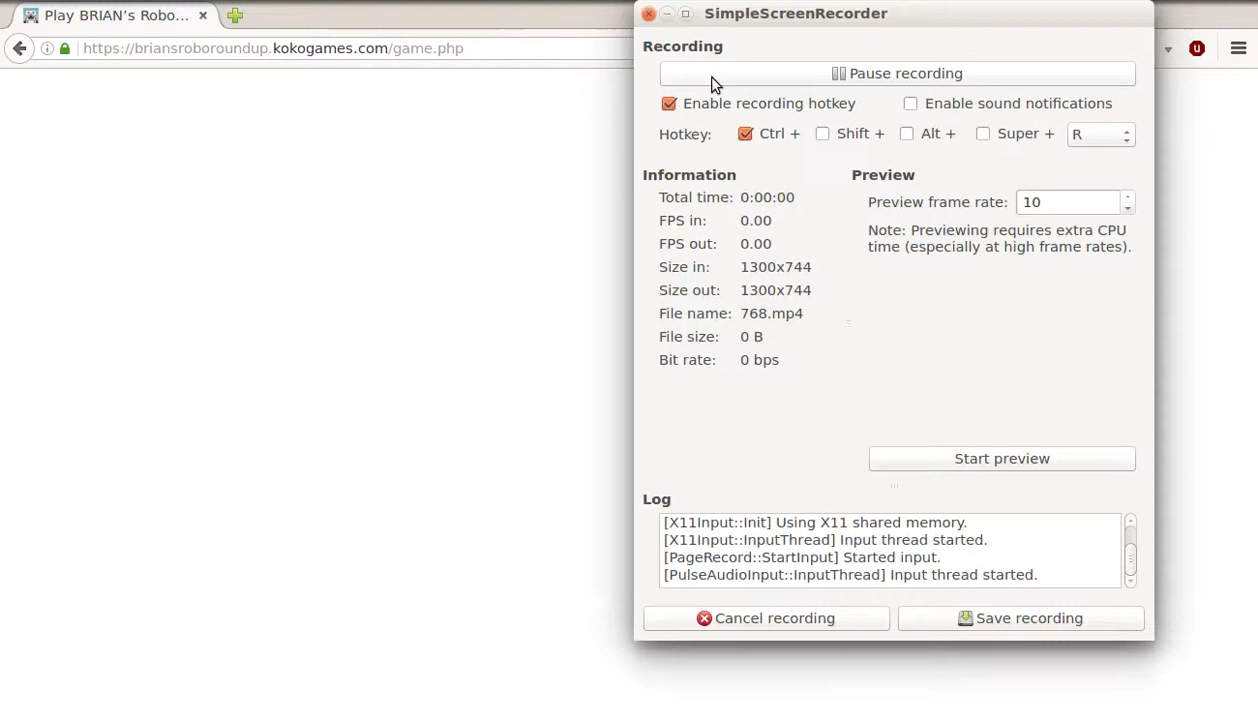 Play BRIAN's Robo...
SimpleScreenRecorder
https://briansroboroundup.kokogames.com/game.php
Recording
Pause recording
Enable recording hotkey
Enable sound notifications
Hotkey: Ctrl + Shift + Alt + Super + R
Information
Total time: 0:00:00
FPS in: 0.00
FPS out: 0.00
Size in: 1300x744
Size out: 1300x744
File name: 768.mp4
File size: 0 B
Bit rate: 0 bps
Preview
Preview frame rate: 10
Note: Previewing requires extra CPU
time (especially at high frame rates).
Start preview
Log
[X11Input::Init] Using X11 shared memory.
[X11Input::InputThread] Input thread started.
[PageRecord::StartInput] Started input.
[PulseAudioInput::InputThread] Input thread started.
Cancel recording
Save recording